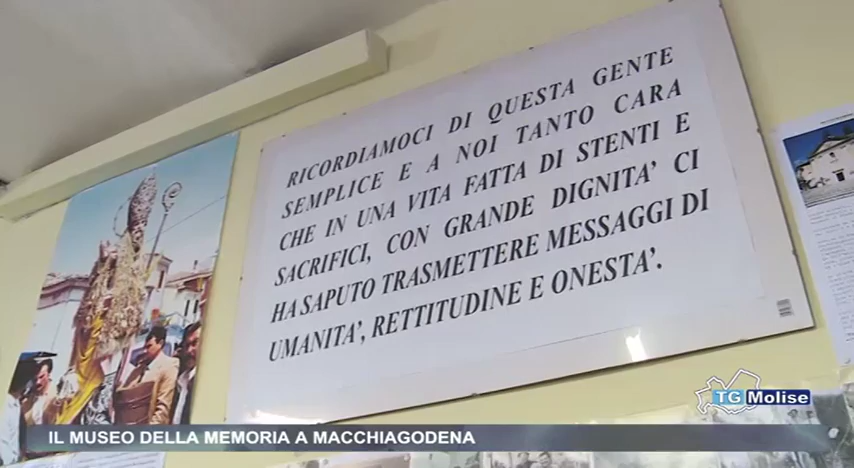 RICORDIAMOCI DI QUESTA GENTE
SEMPLICE E A NOI TANTO CARA
CHE IN UNA VITA FATTA DI STENTI E
SACRIFICI, CON GRANDE DIGNITA' CI
HA SAPUTO TRASMETTERE MESSAGGI DI
UMANITA', RETTITUDINE E ONESTA'.
TG Molise
IL MUSEO DELLA MEMORIA A MACCHIAGODENA